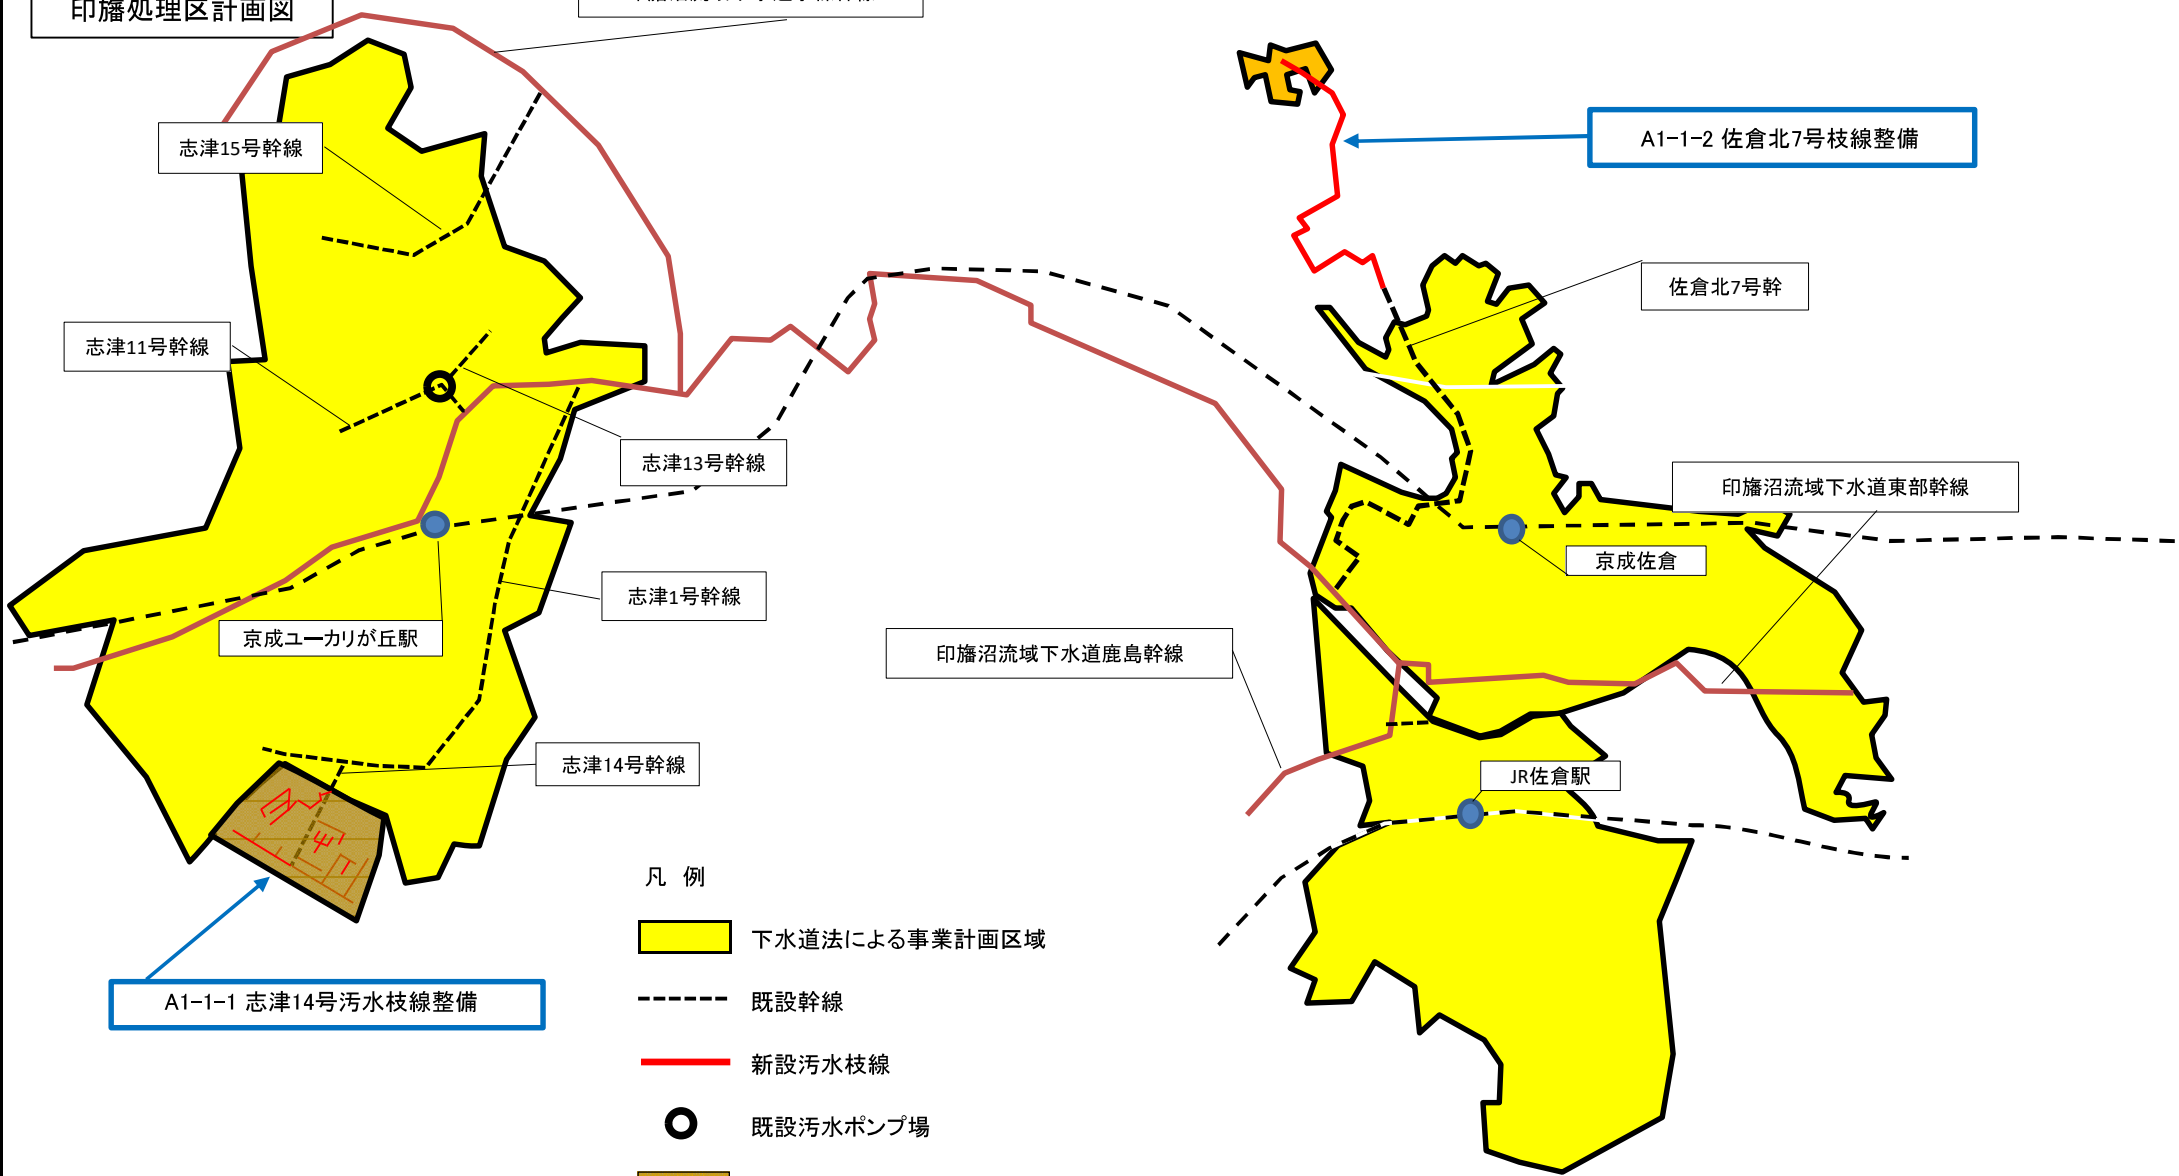 印旛処理区計画図
志津15号幹線
A1-1-2 佐倉北7号枝線整備
佐倉北7号幹
志津11号幹線
志津13号幹線
印旛沼流域下水道東部幹線
京成佐倉
志津1号幹線
京成ユーカリが丘駅
印旛沼流域下水道鹿島幹線
志津14号幹線
JR佐倉駅
凡 例
下水道法による事業計画区域
A1-1-1 志津14号汚水枝線整備
既設幹線
新設汚水枝線
既設汚水ポンプ場